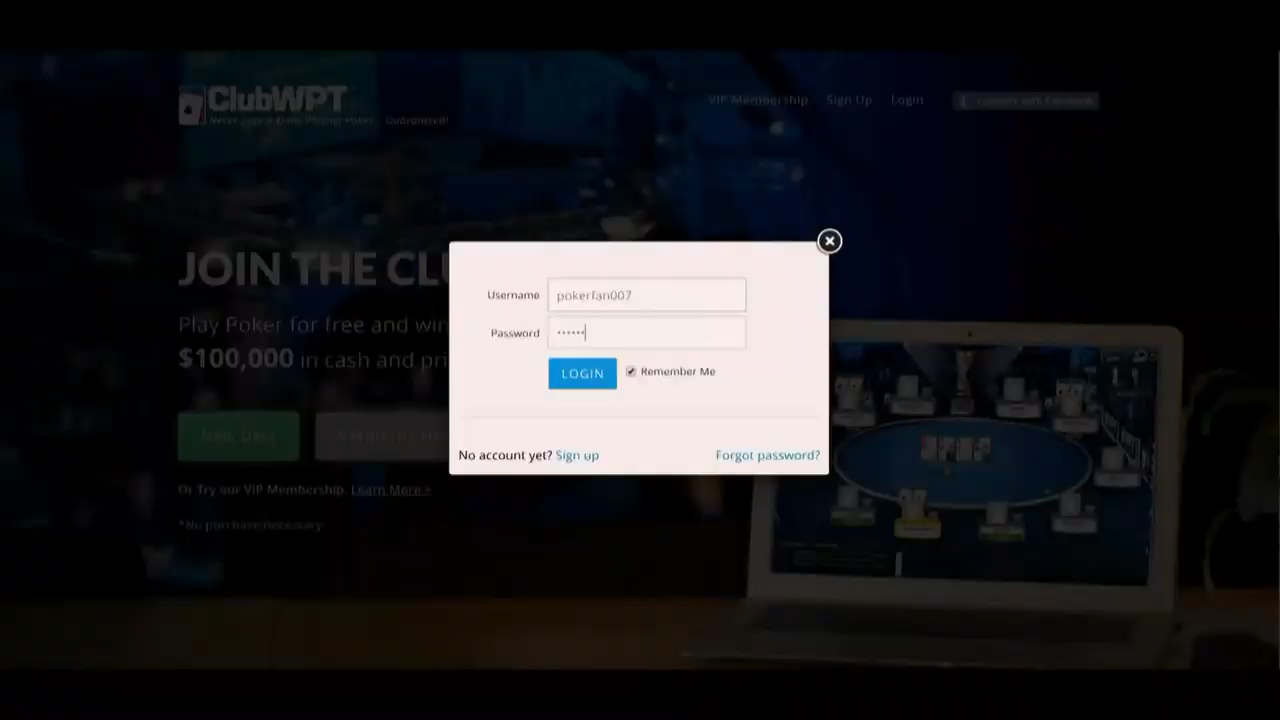 ClubWPT
VIP Membership Sign Up Login
JOIN THE CLU
Play Poker for free and win
$100,000 in cash and pri
Or Try our VIP Membership. Learn More >
*No purchase necessary
Username pokerfan007
Password ••••••
LOGIN Remember Me
No account yet? Sign up Forgot password?